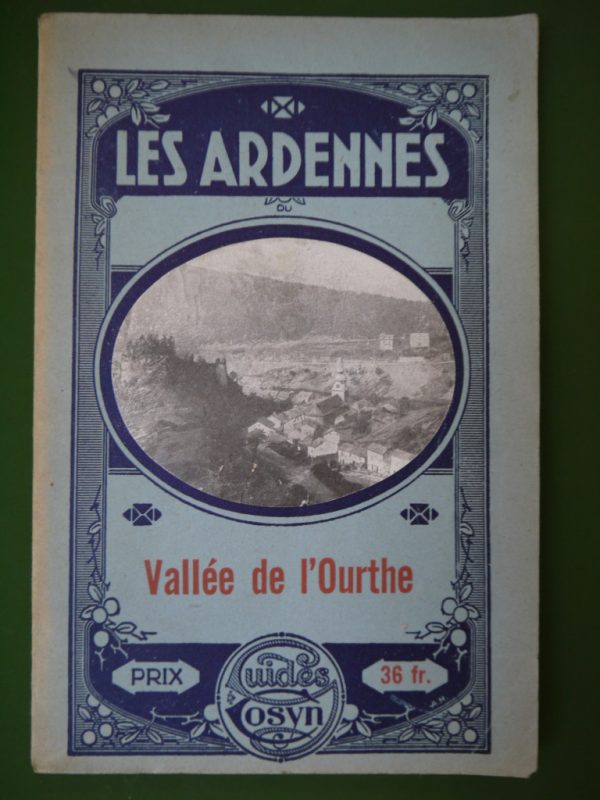 LES ARDENNES
DU
Vallée de l'Ourthe
PRIX
Guides
Cosyn
36 fr.